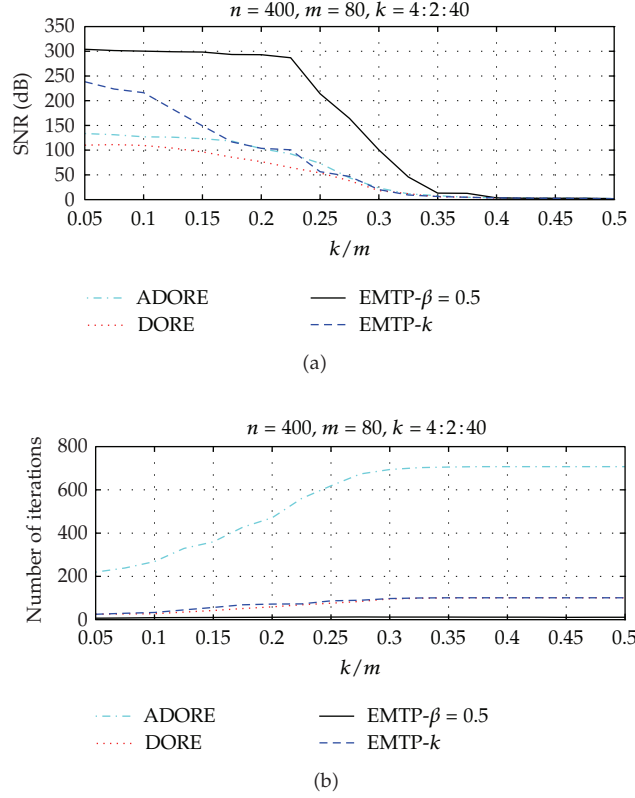 n = 400, m = 80, k = 4:2:40
SNR (dB)
350
300
250
200
150
100
50
0
0.05 0.1 0.15 0.2 0.25 0.3 0.35 0.4 0.45 0.5
k/m
ADORE EMTP-β = 0.5
DORE EMTP-k
(a)
n = 400, m = 80, k = 4:2:40
Number of iterations
800
600
400
200
0
0.05 0.1 0.15 0.2 0.25 0.3 0.35 0.4 0.45 0.5
k/m
ADORE EMTP-β = 0.5
DORE EMTP-k
(b)